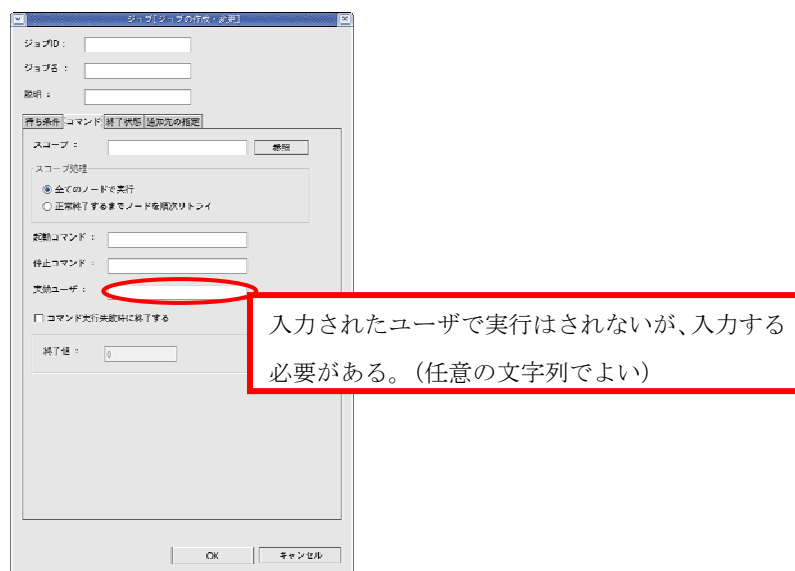 ジョブ[ジョブの作成・変更]
ジョブID：
ジョブ名：
説明：
待ち条件 コマンド 終了状態 通知先の指定
スコープ： 参照
スコープ処理
全てのノードで実行
正常終了するまでノードを順次リトライ
起動コマンド：
停止コマンド：
実効ユーザ：
入力されたユーザで実行はされないが、入力する
必要がある。（任意の文字列でよい）
コマンド実行失敗時に終了する
終了値： 0
OK キャンセル